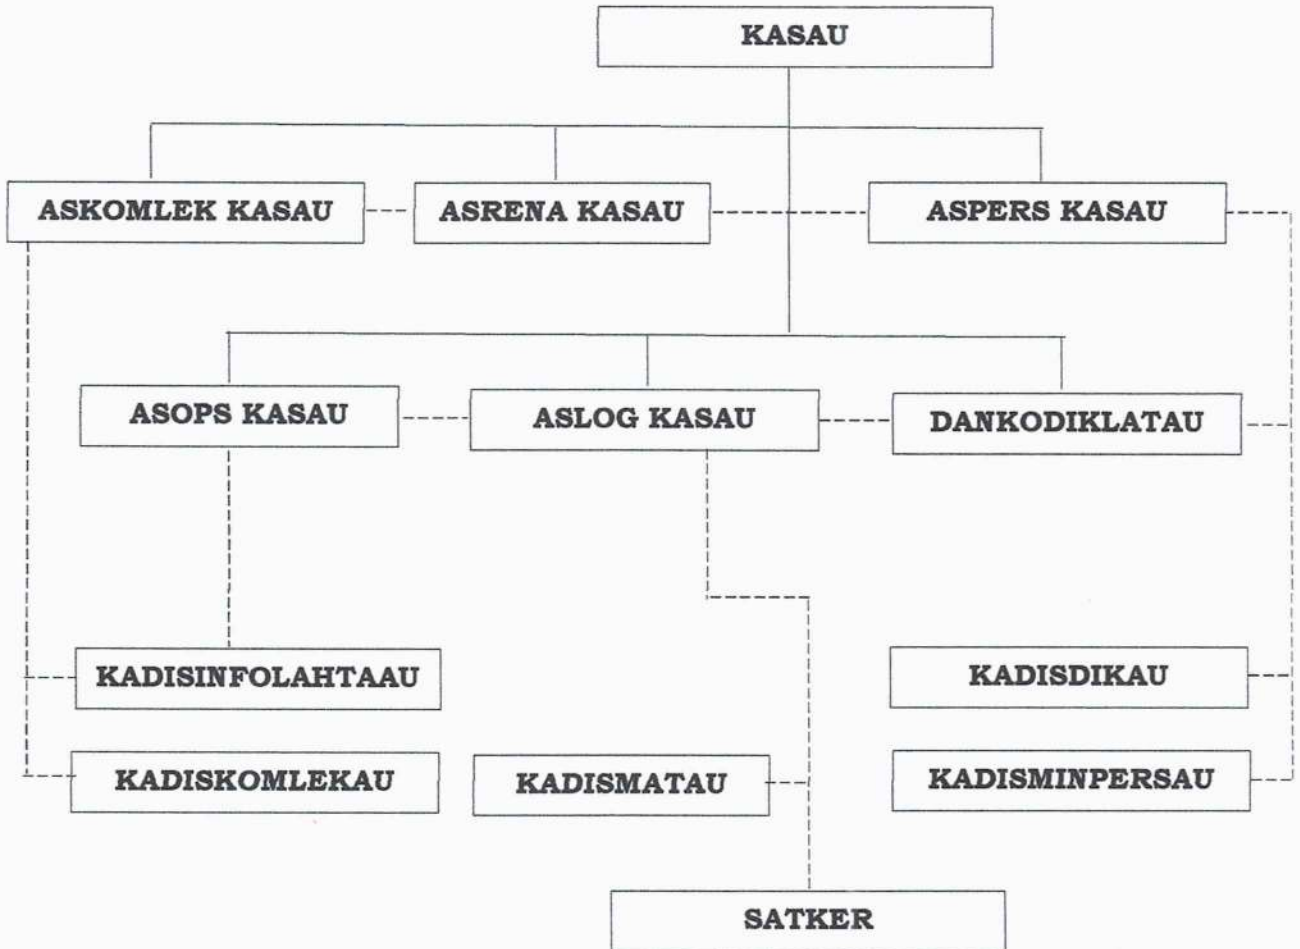 KASAU
ASKOMLEK KASAU
ASRENA KASAU
ASPERS KASAU
ASOPS KASAU
ASLOG KASAU
DANKODIKLATAU
KADISINFOLAHTAAU
KADISDIKAU
KADISKOMLEKAU
KADISMATAU
KADISMINPERSAU
SATKER